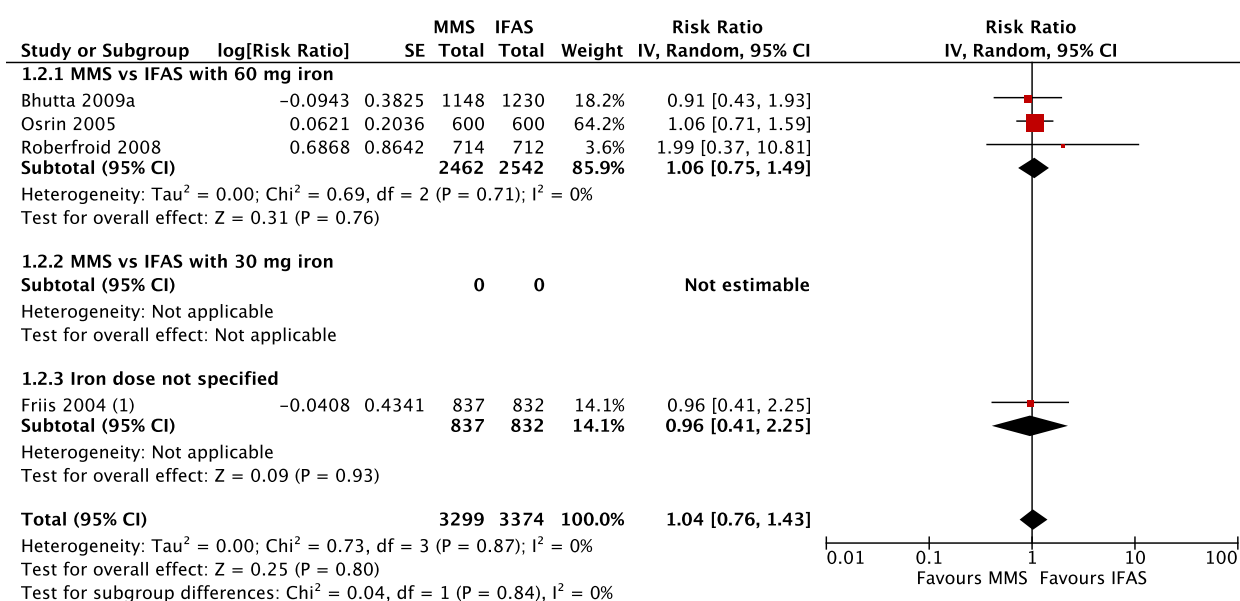 MMS IFAS Risk Ratio Risk Ratio
Study or Subgroup log[Risk Ratio] SE Total Total Weight IV, Random, 95% CI IV, Random, 95% CI
1.2.1 MMS vs IFAS with 60 mg iron
Bhutta 2009a −0.0943 0.3825 1148 1230 18.2% 0.91 [0.43, 1.93]
Osrin 2005 0.0621 0.2036 600 600 64.2% 1.06 [0.71, 1.59]
Roberfroid 2008 0.6868 0.8642 714 712 3.6% 1.99 [0.37, 10.81]
Subtotal (95% CI) 2462 2542 85.9% 1.06 [0.75, 1.49]
Heterogeneity: Tau² = 0.00; Chi² = 0.69, df = 2 (P = 0.71); I² = 0%
Test for overall effect: Z = 0.31 (P = 0.76)
1.2.2 MMS vs IFAS with 30 mg iron
Subtotal (95% CI) 0 0 Not estimable
Heterogeneity: Not applicable
Test for overall effect: Not applicable
1.2.3 Iron dose not specified
Friis 2004 (1) −0.0408 0.4341 837 832 14.1% 0.96 [0.41, 2.25]
Subtotal (95% CI) 837 832 14.1% 0.96 [0.41, 2.25]
Heterogeneity: Not applicable
Test for overall effect: Z = 0.09 (P = 0.93)
Total (95% CI) 3299 3374 100.0% 1.04 [0.76, 1.43]
Heterogeneity: Tau² = 0.00; Chi² = 0.73, df = 3 (P = 0.87); I² = 0%
Test for overall effect: Z = 0.25 (P = 0.80)
Test for subgroup differences: Chi² = 0.04, df = 1 (P = 0.84), I² = 0%
0.01 0.1 1 10 100
Favours MMS Favours IFAS